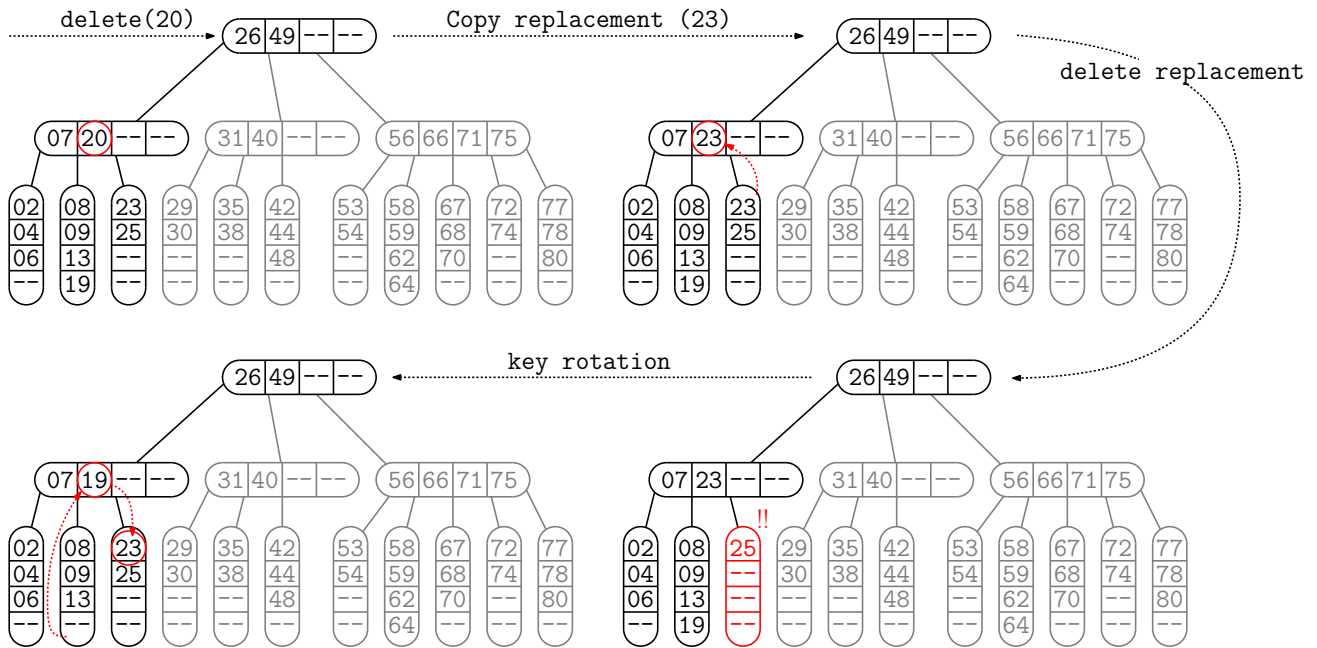 delete(20)
26 49 -- --
Copy replacement (23)
26 49 -- --
delete replacement
07 20 -- --
31 40 -- --
56 66 71 75
07 23 -- --
31 40 -- --
56 66 71 75
02 08 23 29 35 42 53 58 67 72 77
04 09 25 30 38 44 54 59 68 74 78
06 13 -- -- -- 48 -- 62 70 -- 80
-- 19 -- -- -- -- -- 64 -- -- --
02 08 23 29 35 42 53 58 67 72 77
04 09 25 30 38 44 54 59 68 74 78
06 13 -- -- -- 48 -- 62 70 -- 80
-- 19 -- -- -- -- -- 64 -- -- --
26 49 -- --
key rotation
26 49 -- --
07 19 -- --
31 40 -- --
56 66 71 75
07 23 -- --
31 40 -- --
56 66 71 75
!!
02 08 23 29 35 42 53 58 67 72 77
04 09 25 30 38 44 54 59 68 74 78
06 13 -- -- -- 48 -- 62 70 -- 80
-- -- -- -- -- -- -- 64 -- -- --
02 08 25 29 35 42 53 58 67 72 77
04 09 -- 30 38 44 54 59 68 74 78
06 13 -- -- -- 48 -- 62 70 -- 80
-- 19 -- -- -- -- -- 64 -- -- --